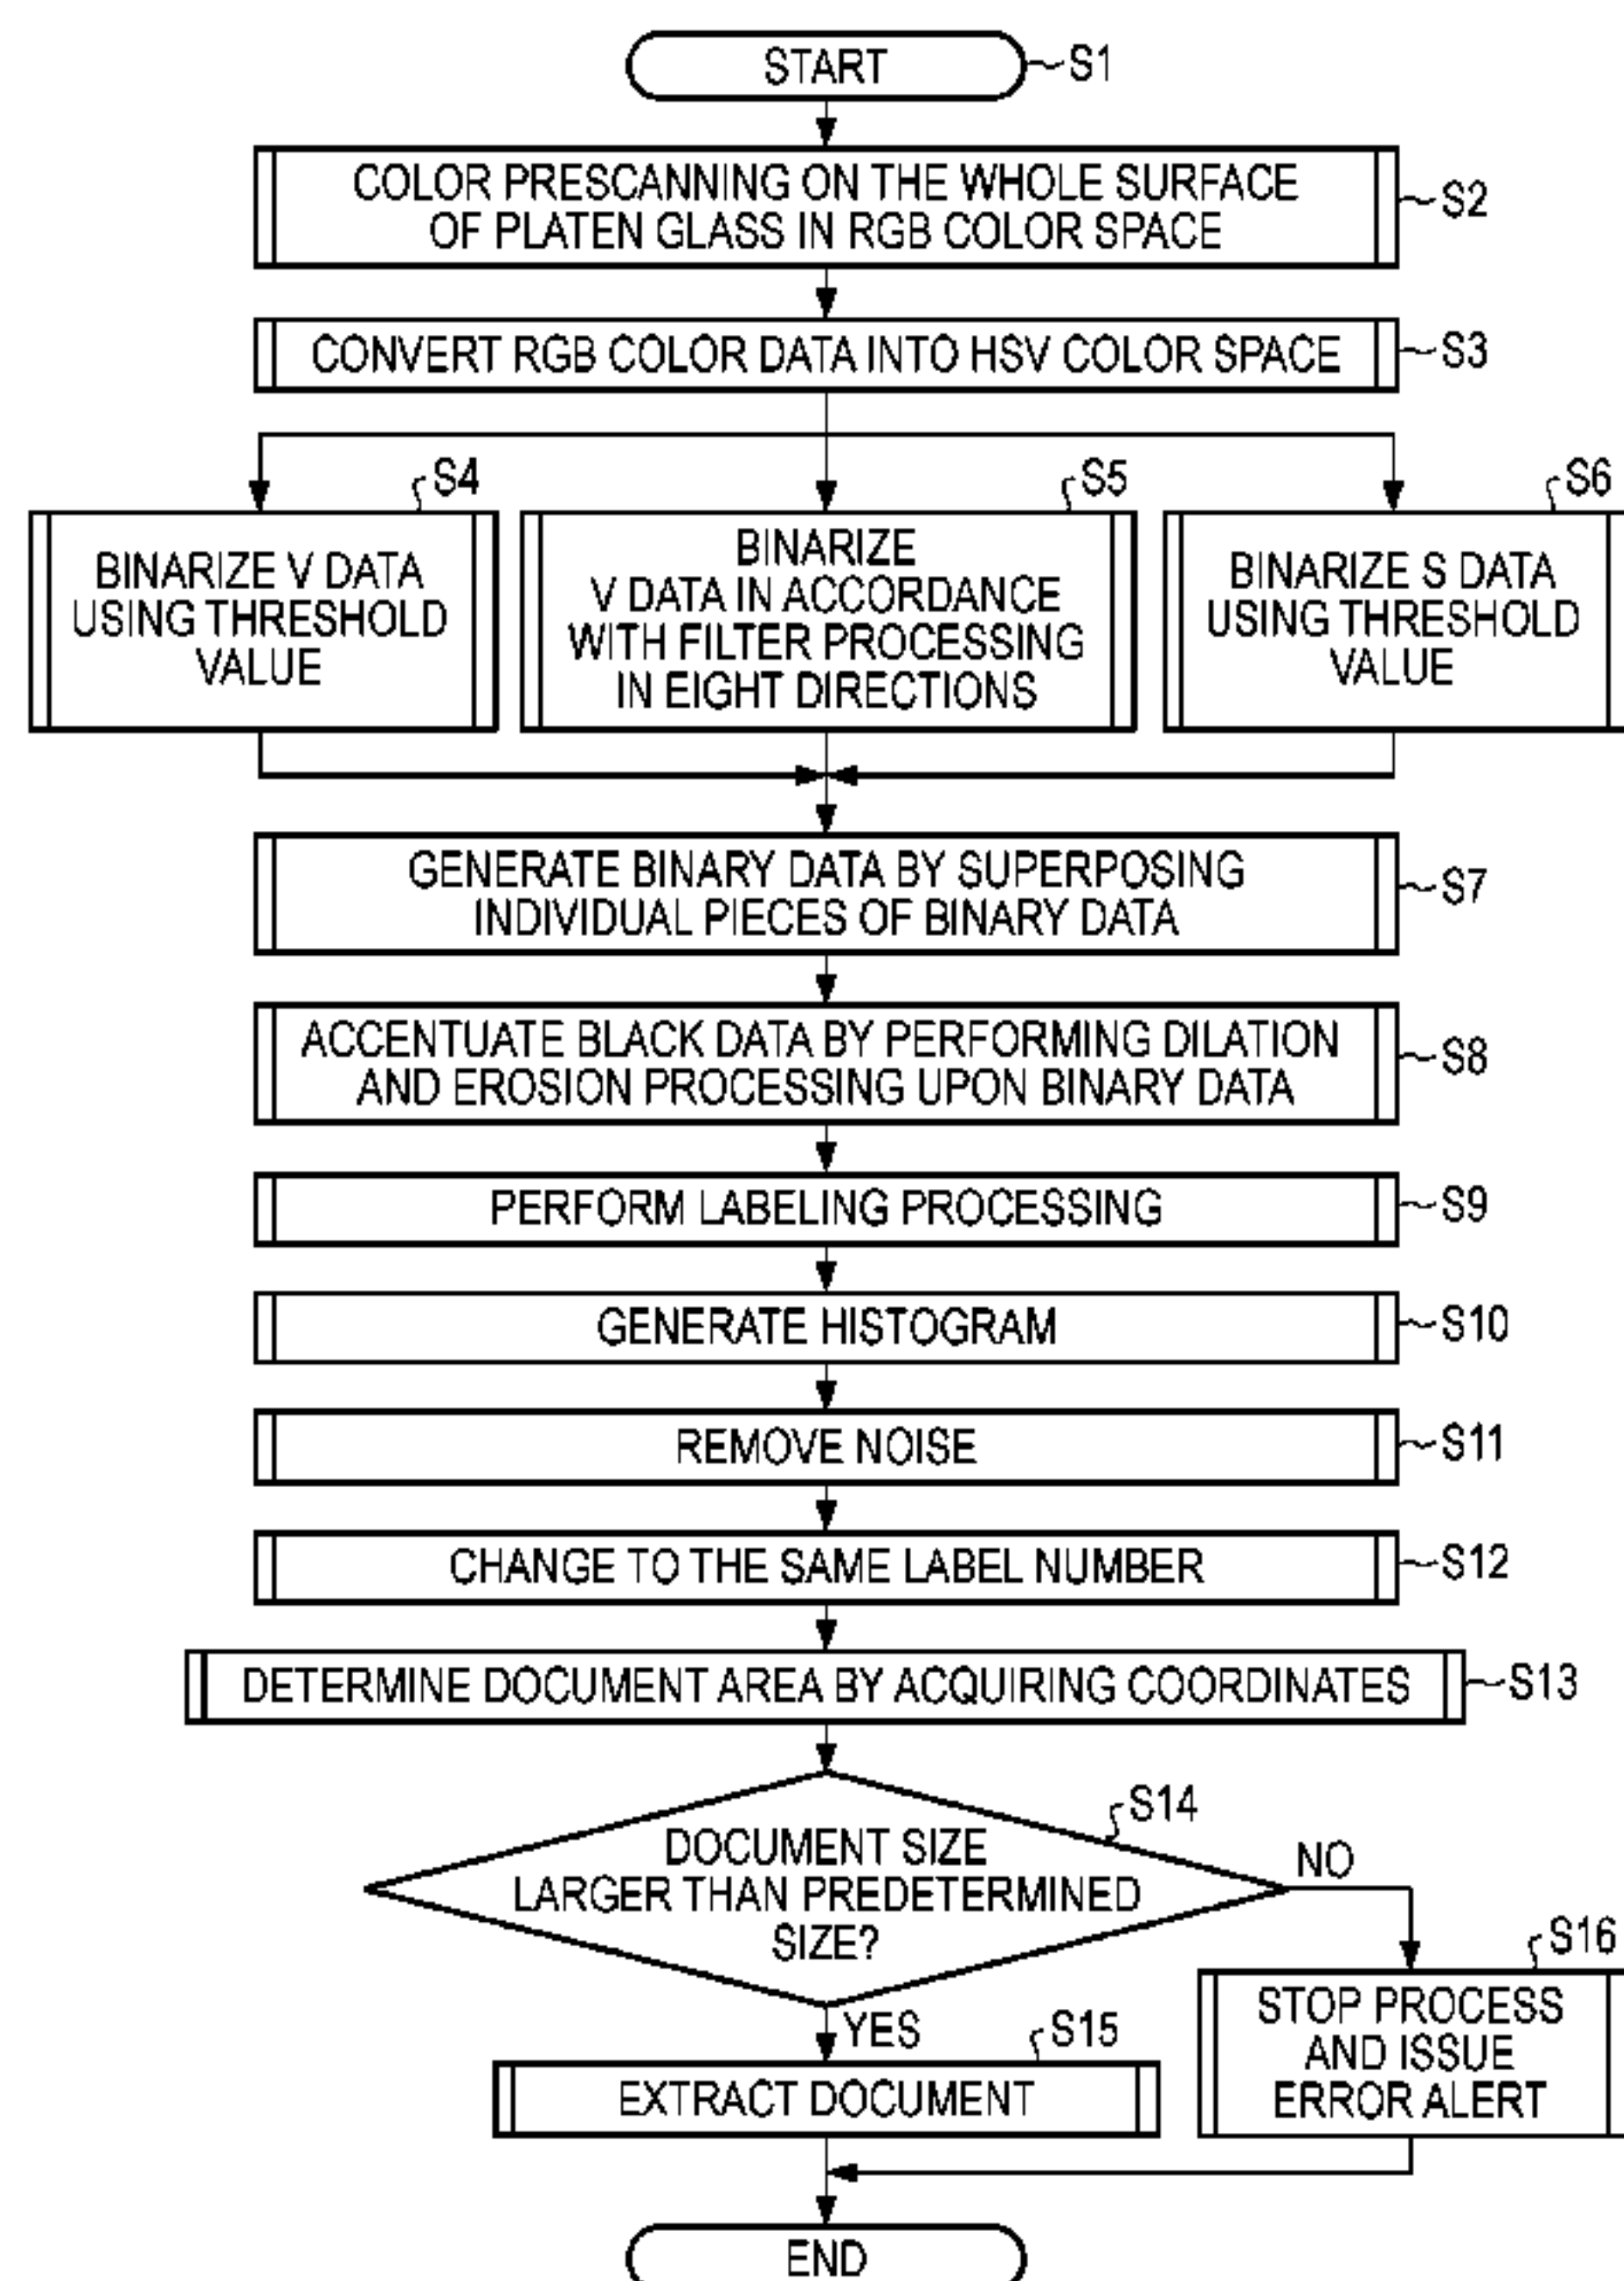 START
S1
COLOR PRESCANNING ON THE WHOLE SURFACE
OF PLATEN GLASS IN RGB COLOR SPACE
S2
CONVERT RGB COLOR DATA INTO HSV COLOR SPACE
S3
S4
BINARIZE V DATA
USING THRESHOLD
VALUE
S5
BINARIZE
V DATA IN ACCORDANCE
WITH FILTER PROCESSING
IN EIGHT DIRECTIONS
S6
BINARIZE S DATA
USING THRESHOLD
VALUE
GENERATE BINARY DATA BY SUPERPOSING
INDIVIDUAL PIECES OF BINARY DATA
S7
ACCENTUATE BLACK DATA BY PERFORMING DILATION
AND EROSION PROCESSING UPON BINARY DATA
S8
PERFORM LABELING PROCESSING
S9
GENERATE HISTOGRAM
S10
REMOVE NOISE
S11
CHANGE TO THE SAME LABEL NUMBER
S12
DETERMINE DOCUMENT AREA BY ACQUIRING COORDINATES
S13
S14
DOCUMENT SIZE
LARGER THAN PREDETERMINED
SIZE?
NO
YES
S15
EXTRACT DOCUMENT
S16
STOP PROCESS
AND ISSUE
ERROR ALERT
END